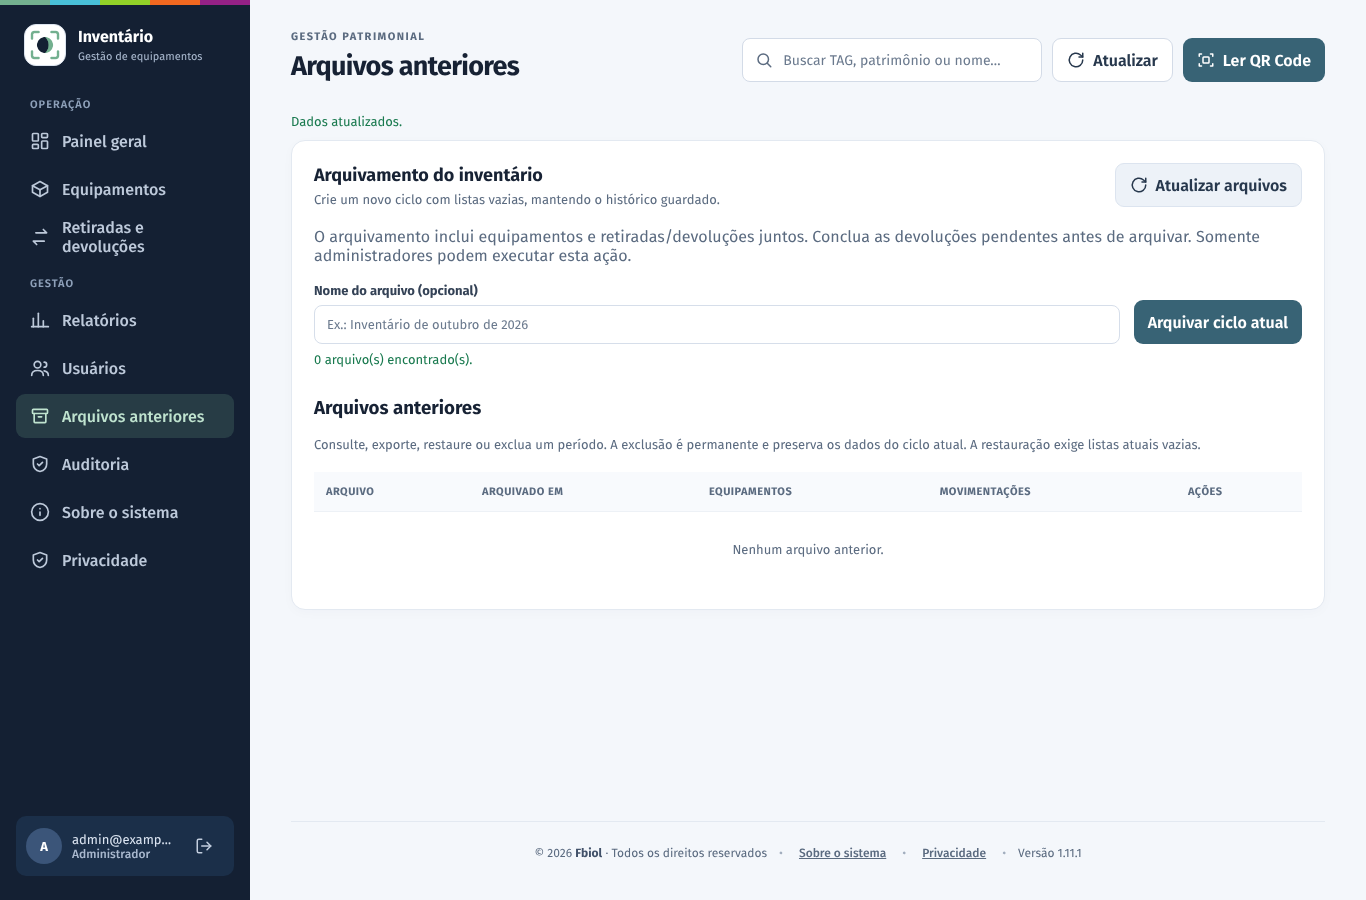 Inventário
Gestão de equipamentos
OPERAÇÃO
Painel geral
Equipamentos
Retiradas e
devoluções
GESTÃO
Relatórios
Usuários
Arquivos anteriores
Auditoria
Sobre o sistema
Privacidade
A
admin@examp...
Administrador
GESTÃO PATRIMONIAL
Arquivos anteriores
Buscar TAG, patrimônio ou nome...
Atualizar
Ler QR Code
Dados atualizados.
Arquivamento do inventário
Crie um novo ciclo com listas vazias, mantendo o histórico guardado.
Atualizar arquivos
O arquivamento inclui equipamentos e retiradas/devoluções juntos. Conclua as devoluções pendentes antes de arquivar. Somente
administradores podem executar esta ação.
Nome do arquivo (opcional)
Ex.: Inventário de outubro de 2026
Arquivar ciclo atual
0 arquivo(s) encontrado(s).
Arquivos anteriores
Consulte, exporte, restaure ou exclua um período. A exclusão é permanente e preserva os dados do ciclo atual. A restauração exige listas atuais vazias.
ARQUIVO ARQUIVADO EM EQUIPAMENTOS MOVIMENTAÇÕES AÇÕES
Nenhum arquivo anterior.
© 2026 Fbiol · Todos os direitos reservados • Sobre o sistema • Privacidade • Versão 1.11.1